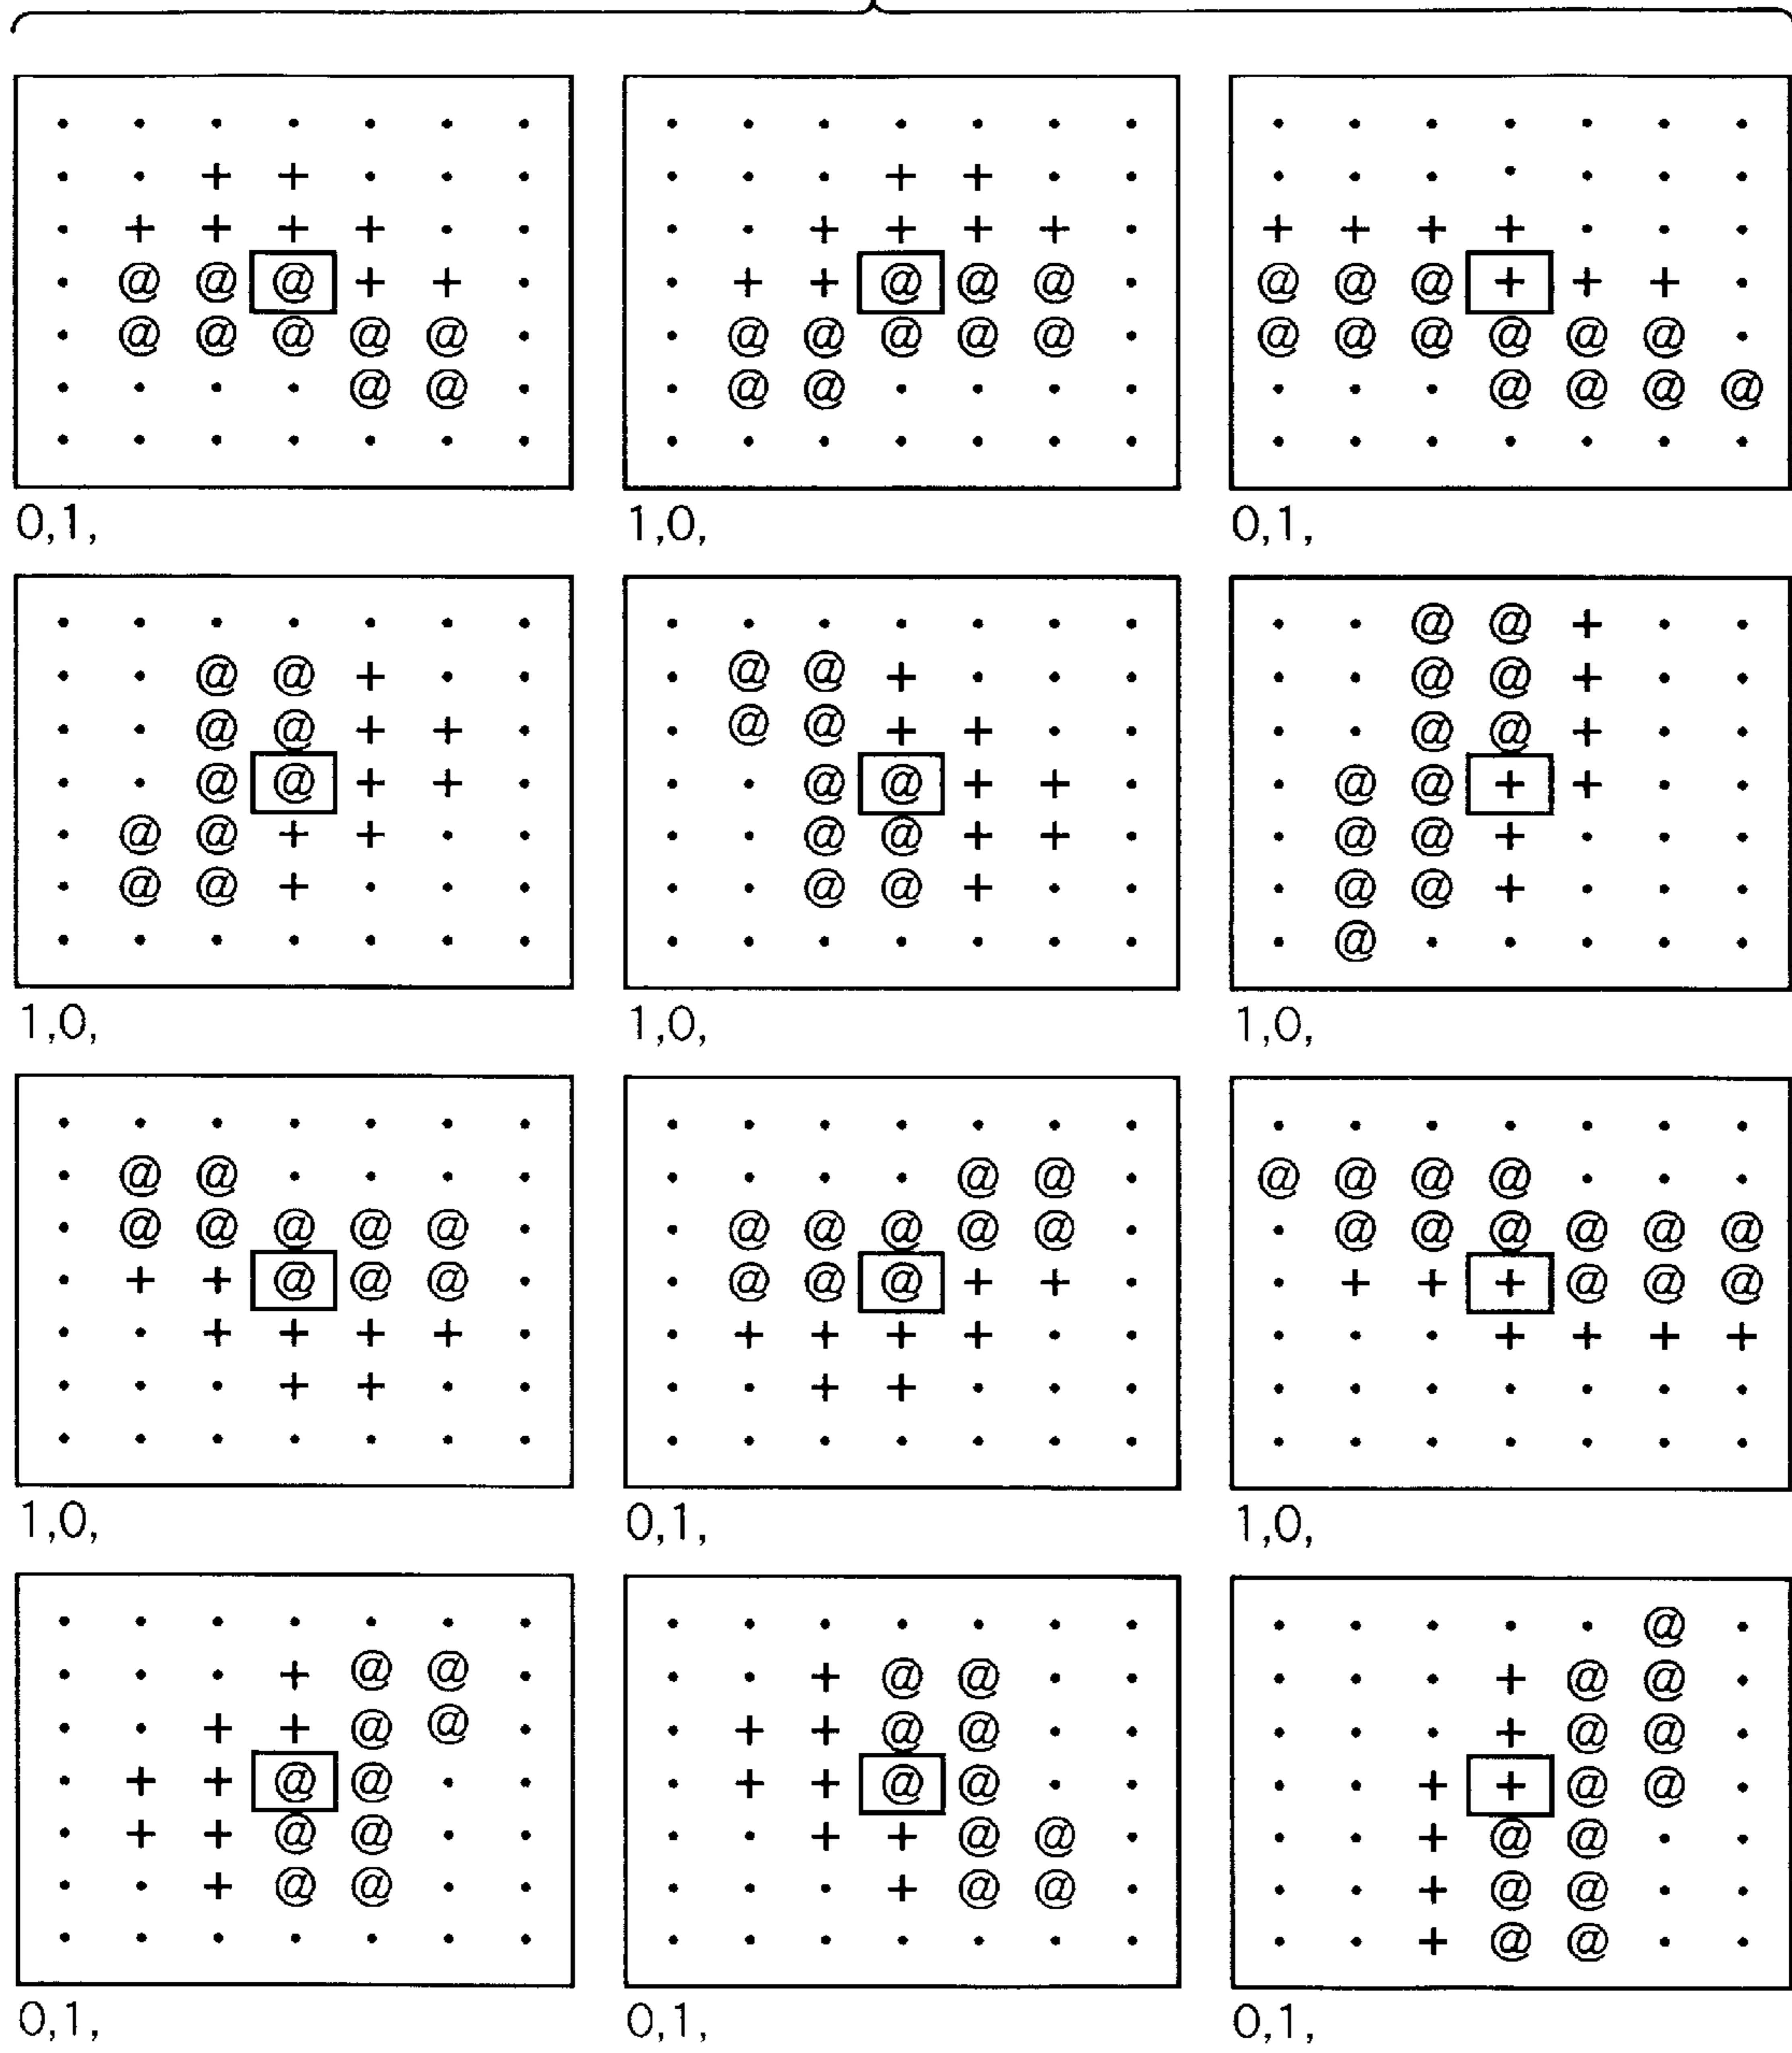 · · · · · · ·   · · · · · · ·   · · · · · · ·
· · + + · · ·   · · · + + · ·   · · · · · · ·
· + + + + · ·   · · + + + + ·   + + + + · · ·
· @ @ @ + + ·   · + + @ @ @ ·   @ @ @ + + + ·
· @ @ @ @ @ ·   · @ @ @ @ @ ·   @ @ @ @ @ @ ·
· · · · @ @ ·   · @ @ · · · ·   · · · @ @ @ @
· · · · · · ·   · · · · · · ·   · · · · · · ·
0,1,   1,0,   0,1,
· · · · · · ·   · · · · · · ·   · · @ @ + · ·
· · @ @ + · ·   · @ @ + · · ·   · · @ @ + · ·
· · @ @ + + ·   · @ @ + + · ·   · · @ @ + · ·
· · @ @ + + ·   · · @ @ + + ·   · @ @ + + · ·
· @ @ + + · ·   · · @ @ + + ·   · @ @ + · · ·
· @ @ + · · ·   · · @ @ + · ·   · @ @ + · · ·
· · · · · · ·   · · · · · · ·   · @ · · · · ·
1,0,   1,0,   1,0,
· · · · · · ·   · · · · · · ·   · · · · · · ·
· @ @ · · · ·   · · · · @ @ ·   @ @ @ @ · · ·
· @ @ @ @ @ ·   · @ @ @ @ @ ·   · @ @ @ @ @ @
· + + @ @ @ ·   · @ @ @ + + ·   · + + + @ @ @
· · + + + + ·   · + + + + · ·   · · · + + + +
· · · + + · ·   · · + + · · ·   · · · · · · ·
· · · · · · ·   · · · · · · ·   · · · · · · ·
1,0,   0,1,   1,0,
· · · · · · ·   · · · · · · ·   · · · · · @ ·
· · · + @ @ ·   · · + @ @ · ·   · · · + @ @ ·
· · + + @ @ ·   · + + @ @ · ·   · · · + @ @ ·
· + + @ @ · ·   · + + @ @ · ·   · · + + @ @ ·
· + + @ @ · ·   · · + + @ @ ·   · · + @ @ · ·
· · + @ @ · ·   · · · + @ @ ·   · · + @ @ · ·
· · · · · · ·   · · · · · · ·   · · + @ @ · ·
0,1,   0,1,   0,1,